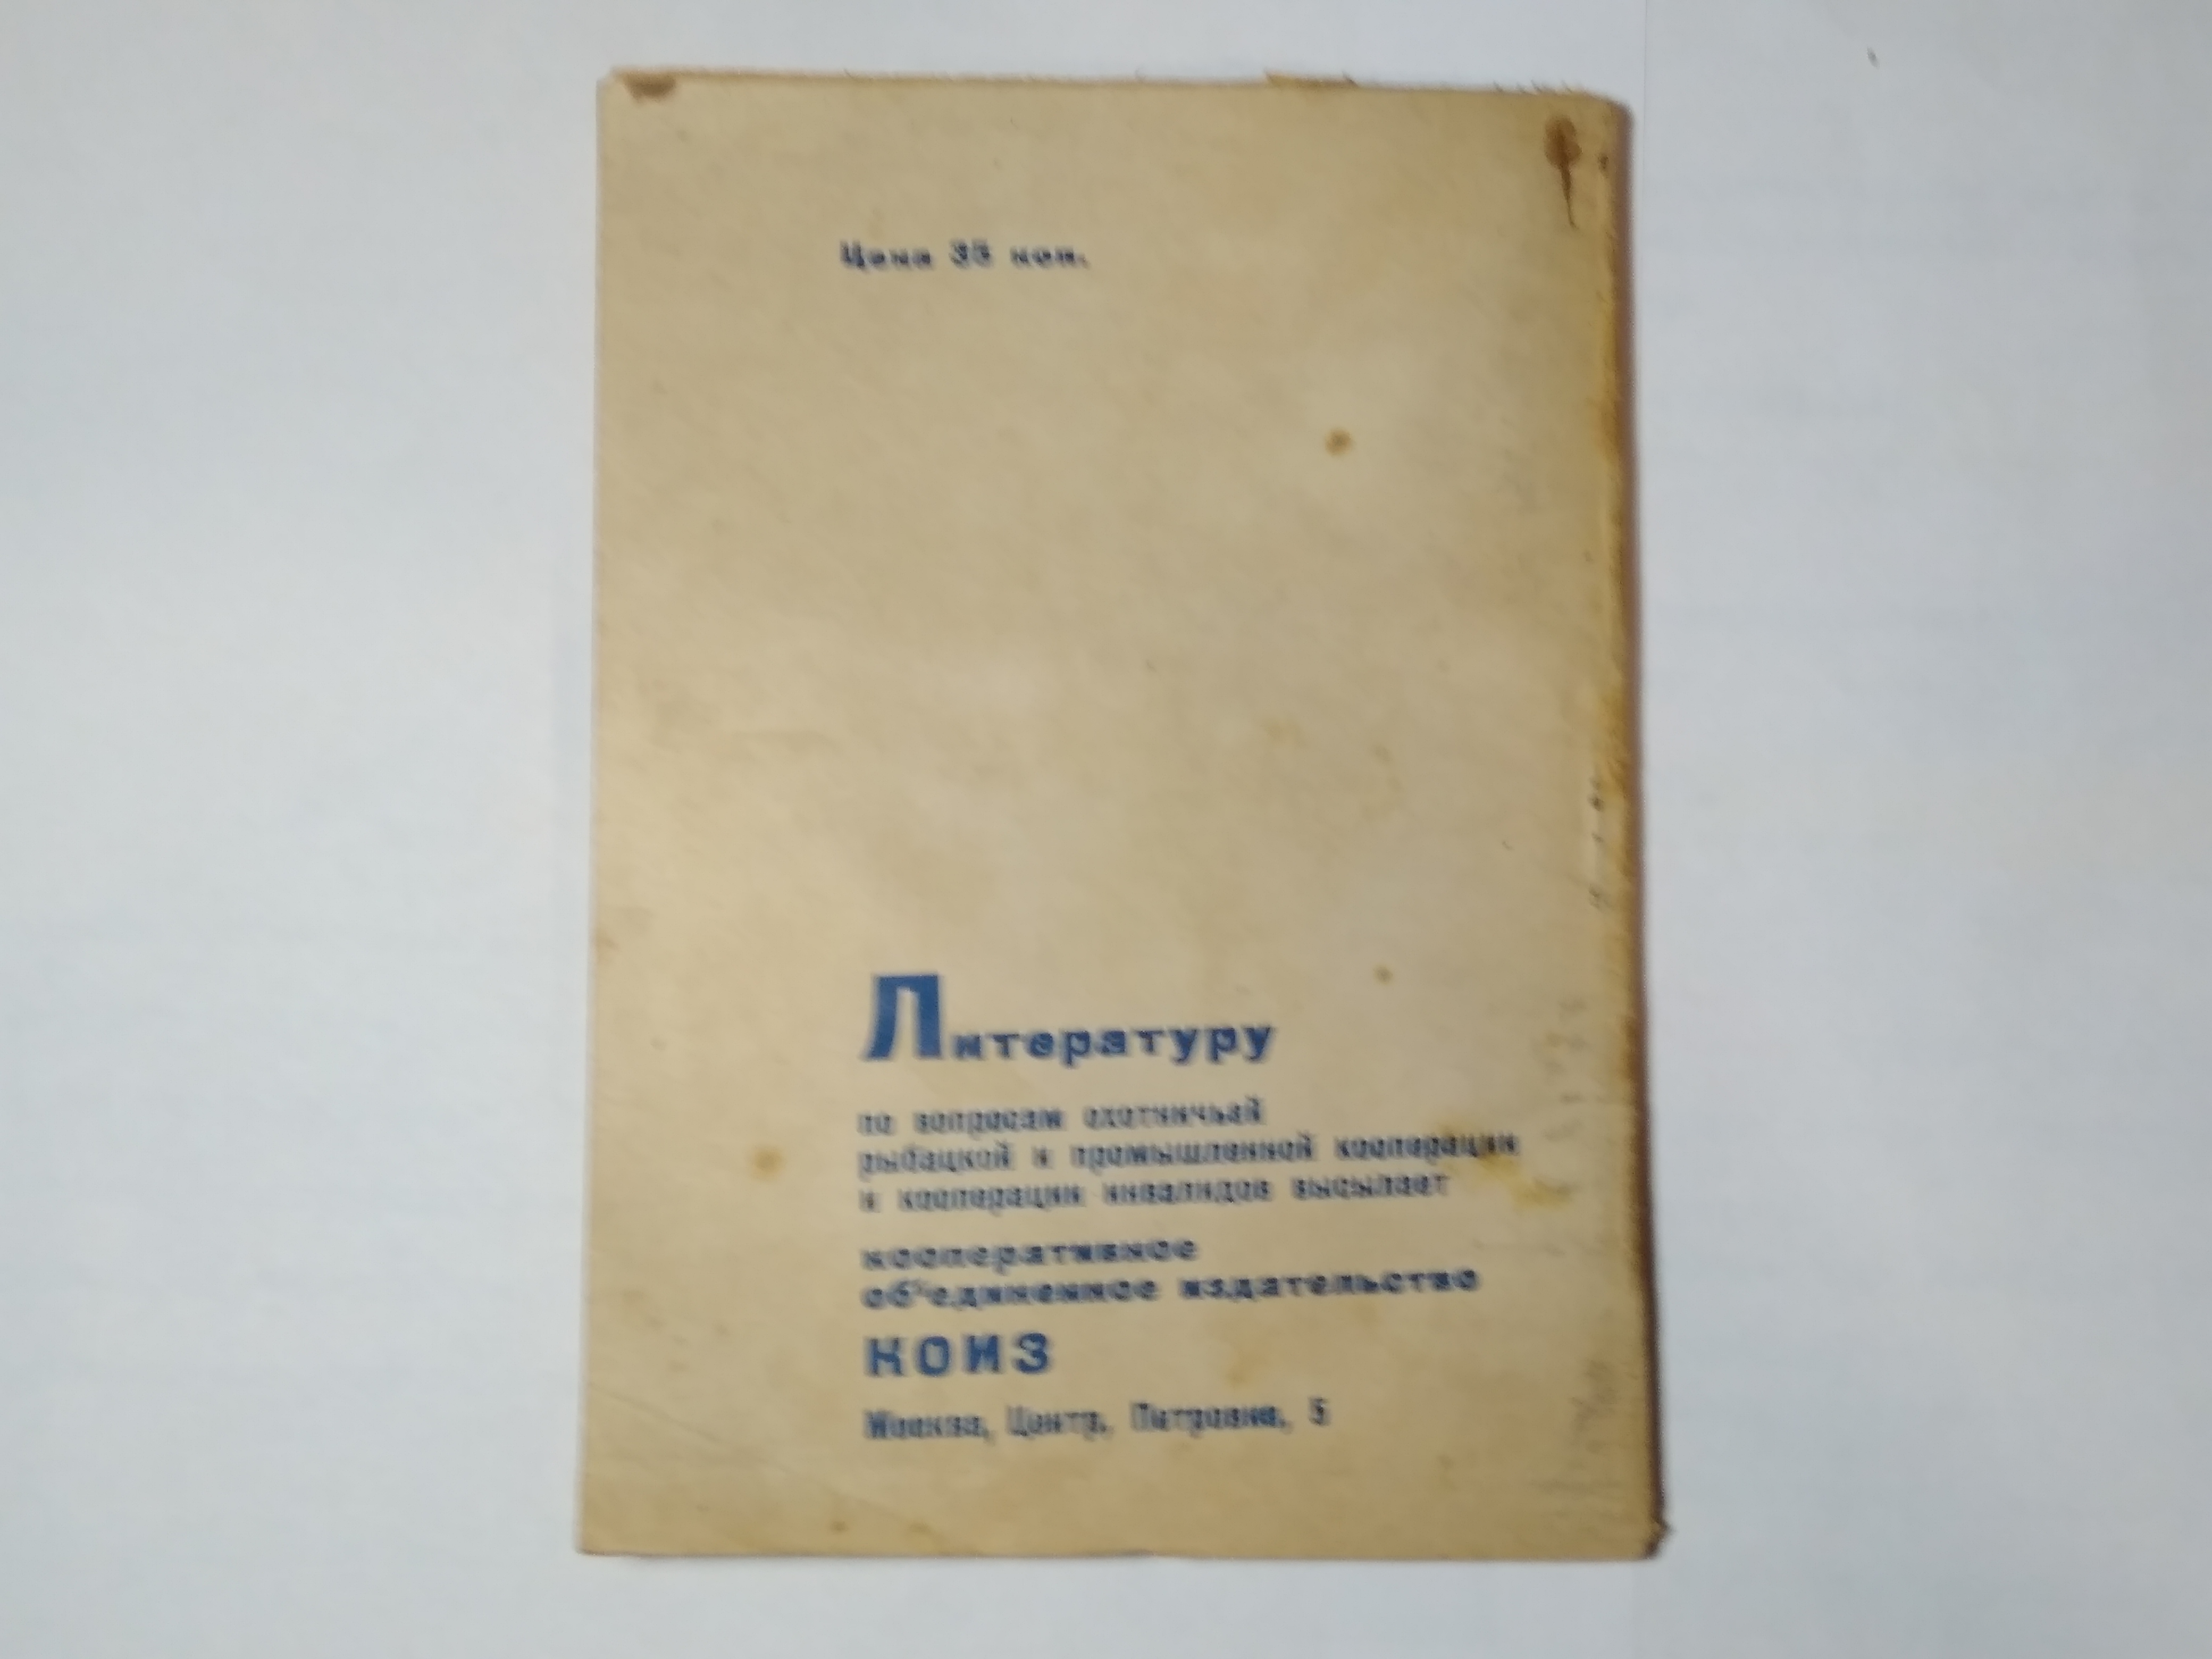 Цена 35 коп.
Литературу
по вопросам охотничьей
рыбацкой и промышленной кооперации
и кооперации инвалидов высылает
кооперативное
об'единенное издательство
КОИЗ
Москва, Центр, Петровка, 5